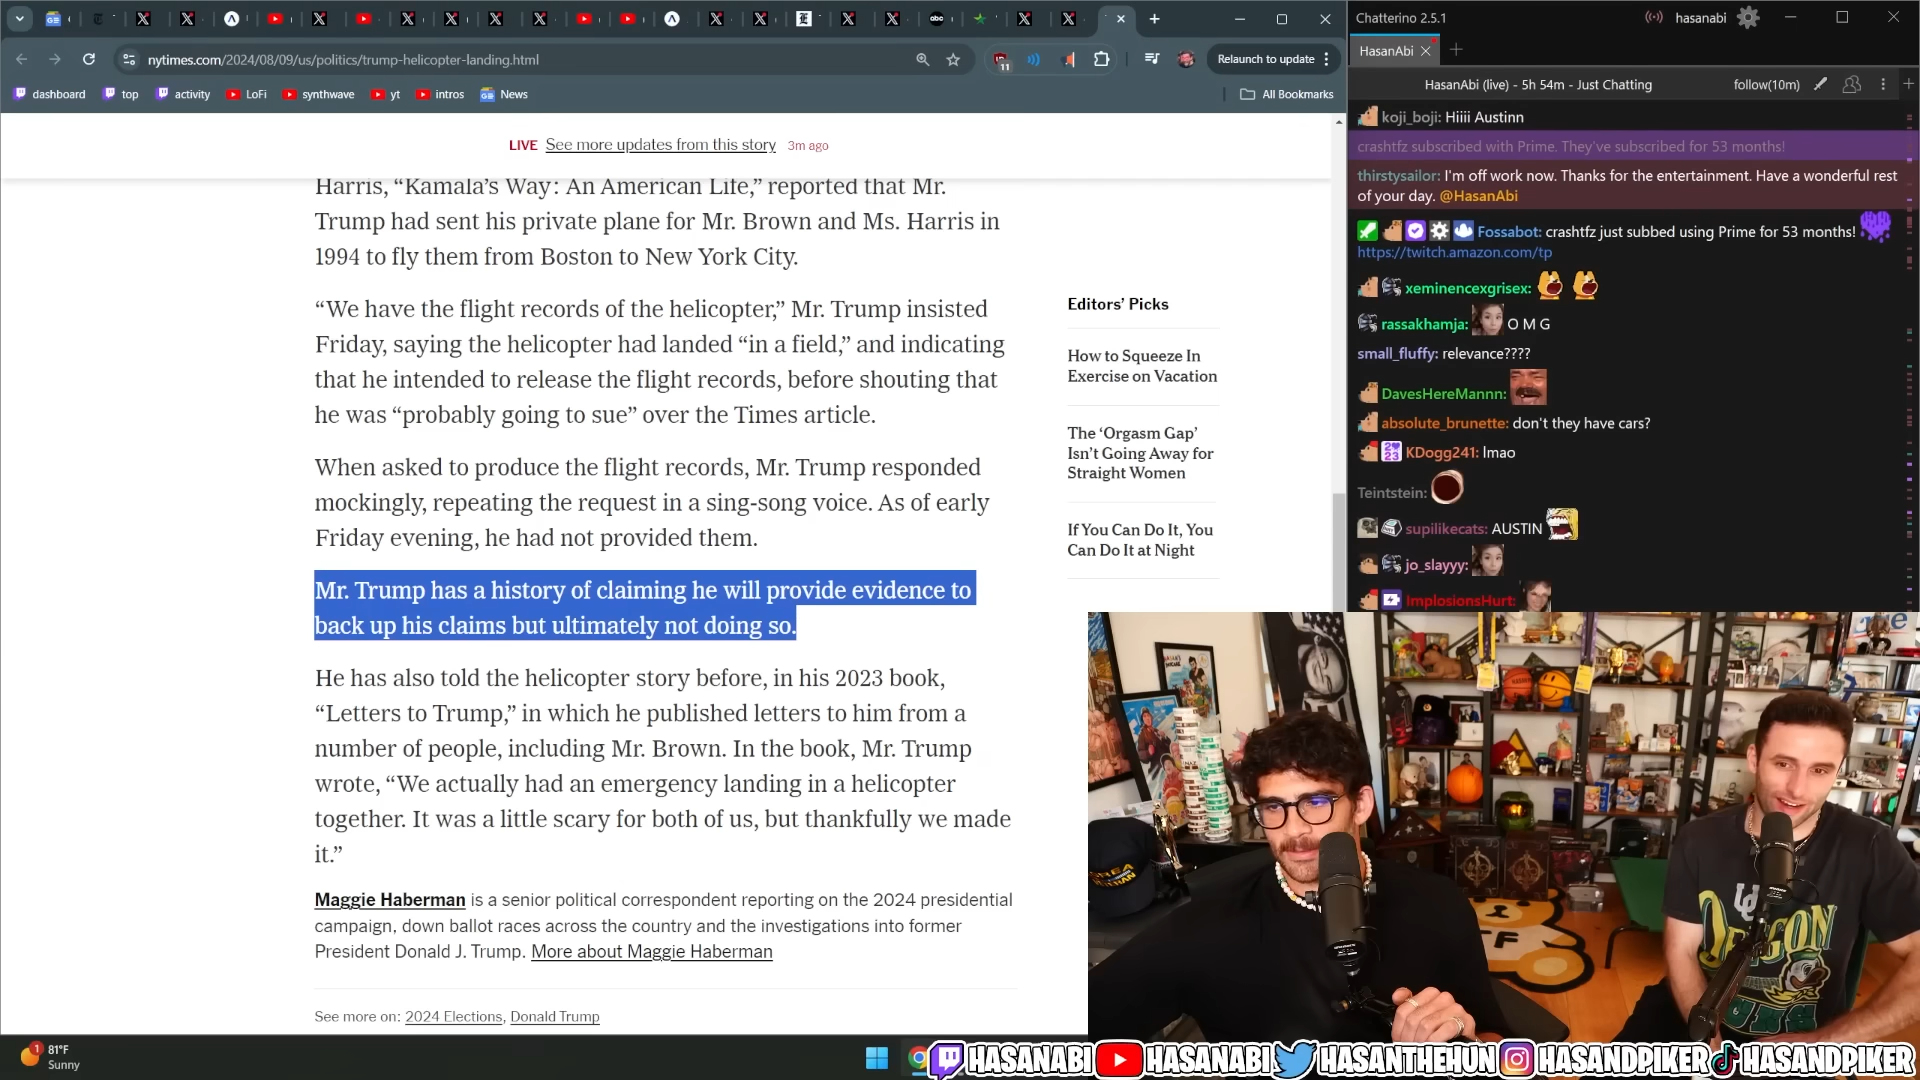 nytimes.com/2024/08/09/us/politics/trump-helicopter-landing.html
11
Relaunch to update
dashboard
top
activity
LoFi
synthwave
yt
intros
News
All Bookmarks
LIVE See more updates from this story 3m ago
Harris, “Kamala’s Way: An American Life,” reported that Mr.
Trump had sent his private plane for Mr. Brown and Ms. Harris in
1994 to fly them from Boston to New York City.
“We have the flight records of the helicopter,” Mr. Trump insisted
Friday, saying the helicopter had landed “in a field,” and indicating
that he intended to release the flight records, before shouting that
he was “probably going to sue” over the Times article.
When asked to produce the flight records, Mr. Trump responded
mockingly, repeating the request in a sing-song voice. As of early
Friday evening, he had not provided them.
Mr. Trump has a history of claiming he will provide evidence to
back up his claims but ultimately not doing so.
He has also told the helicopter story before, in his 2023 book,
“Letters to Trump,” in which he published letters to him from a
number of people, including Mr. Brown. In the book, Mr. Trump
wrote, “We actually had an emergency landing in a helicopter
together. It was a little scary for both of us, but thankfully we made
it.”
Maggie Haberman is a senior political correspondent reporting on the 2024 presidential
campaign, down ballot races across the country and the investigations into former
President Donald J. Trump. More about Maggie Haberman
See more on: 2024 Elections, Donald Trump
Editors’ Picks
How to Squeeze In
Exercise on Vacation
The ‘Orgasm Gap’
Isn’t Going Away for
Straight Women
If You Can Do It, You
Can Do It at Night
Chatterino 2.5.1
hasanabi
HasanAbi
HasanAbi (live) - 5h 54m - Just Chatting
follow(10m)
koji_boji: Hiiii Austinn
crashtfz subscribed with Prime. They've subscribed for 53 months!
thirstysailor: I'm off work now. Thanks for the entertainment. Have a wonderful rest
of your day. @HasanAbi
Fossabot: crashtfz just subbed using Prime for 53 months!
https://twitch.amazon.com/tp
xeminencexgrisex:
rassakhamja: O M G
small_fluffy: relevance????
DavesHereMannn:
absolute_brunette: don't they have cars?
KDogg241: lmao
Teintstein:
supilikecats: AUSTIN
jo_slayyy:
ImplosionsHurt:
OREGON
1
81°F
Sunny
HASANABI
HASANABI
HASANTHEHUN
HASANDPIKER
HASANDPIKER